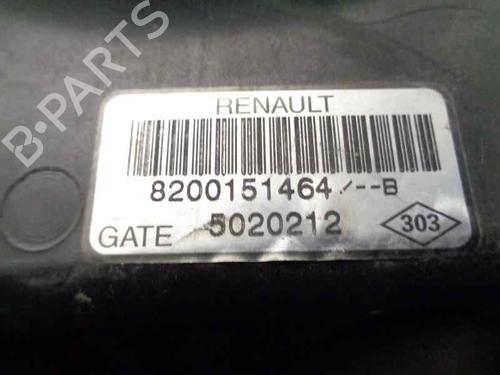 B-PARTS
RENAULT
8200151464/--B
GATE 5020212
303